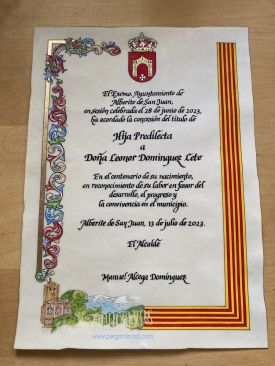 El Excmo. Ayuntamiento de
Alberite de San Juan,
en sesión celebrada el 28 de junio de 2023,
ha acordado la concesión del título de
Hija Predilecta
a
Doña Leonor Domínguez Lete
En el centenario de su nacimiento,
en reconocimiento de su labor en favor del
desarrollo, el progreso y
la convivencia en el municipio.
Alberite de San Juan, 13 de julio de 2023.
El Alcalde
Manuel Alcega Domínguez